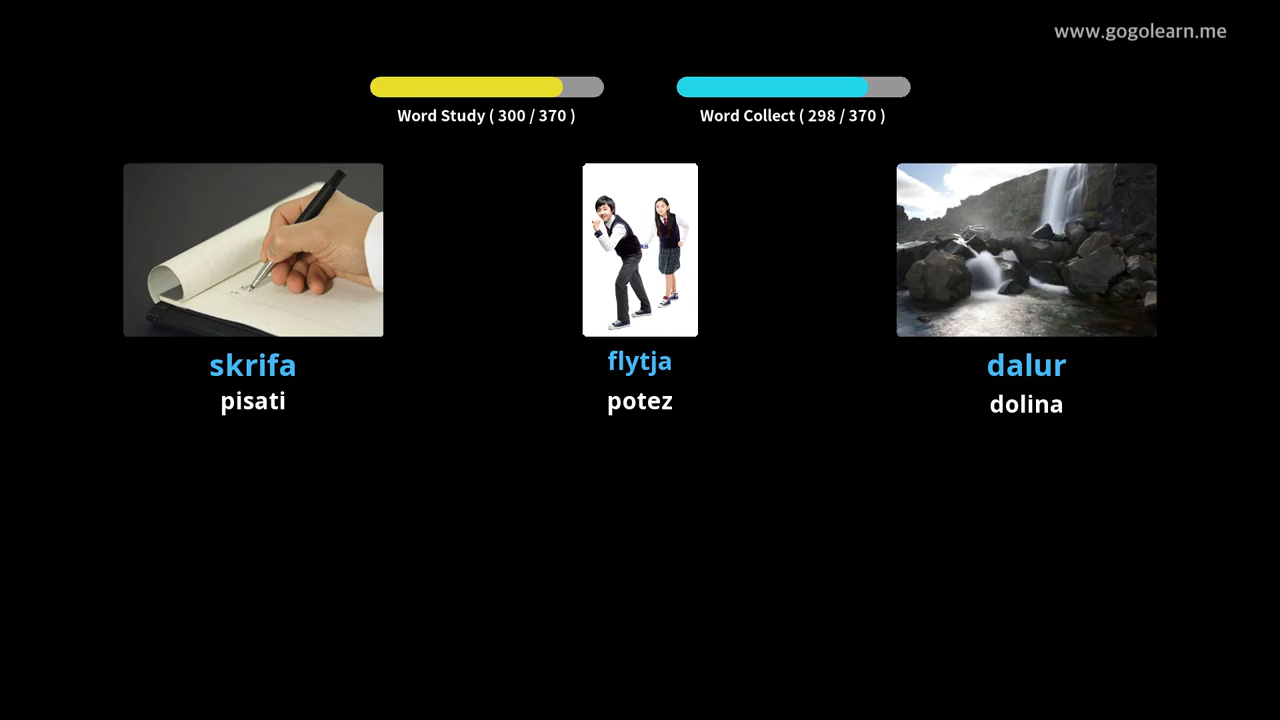 www.gogolearn.me
Word Study ( 300 / 370 )
Word Collect ( 298 / 370 )
skrifa
flytja
dalur
pisati
potez
dolina